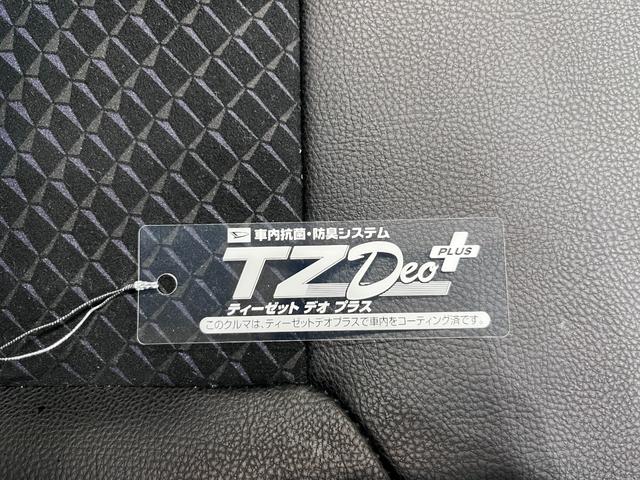 車内抗菌・防臭システム
TZ Deo PLUS
ティーゼット デオ プラス
このクルマは、ティーゼットデオプラスで車内をコーティング済です。